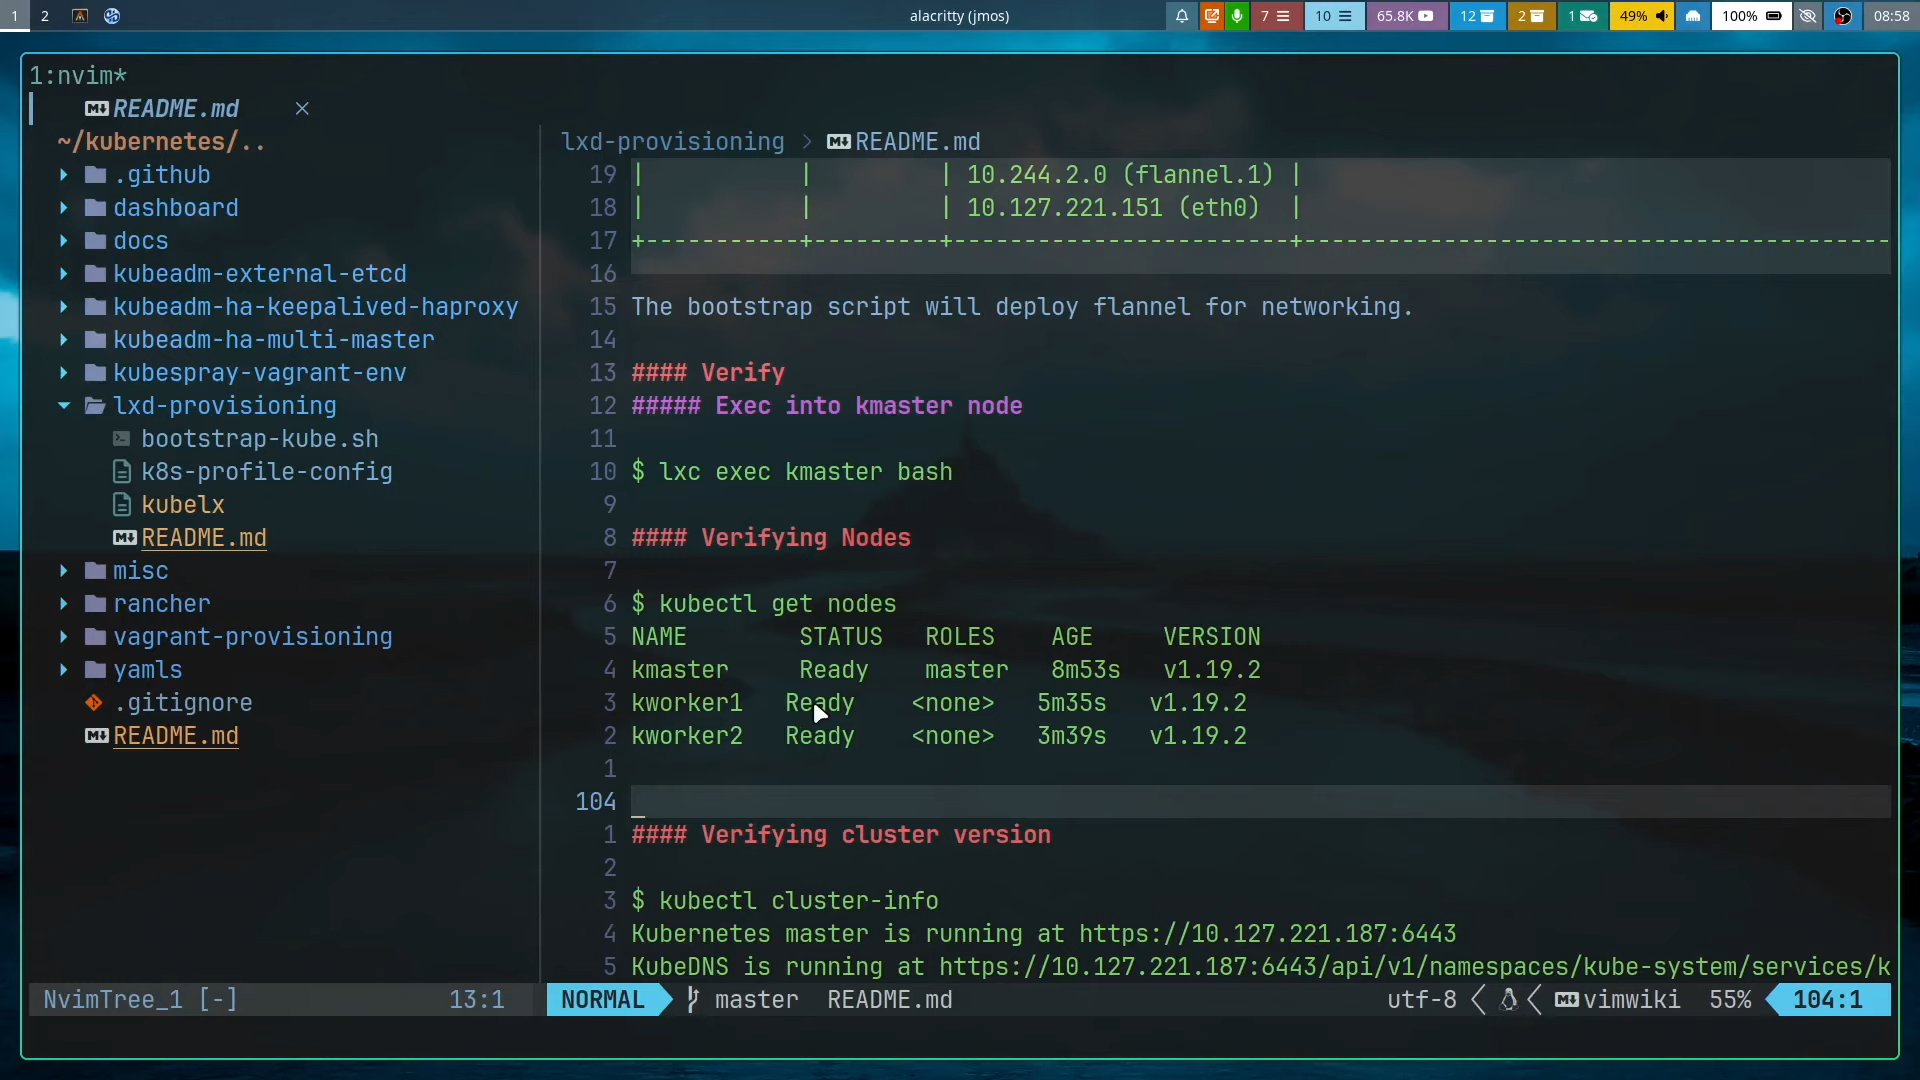 1 2 alacritty (jmos) 7 10 65.8K 12 2 1 49% 100% 08:58
1:nvim*
README.md ×
~/kubernetes/..
.github
dashboard
docs
kubeadm-external-etcd
kubeadm-ha-keepalived-haproxy
kubeadm-ha-multi-master
kubespray-vagrant-env
lxd-provisioning
bootstrap-kube.sh
k8s-profile-config
kubelx
README.md
misc
rancher
vagrant-provisioning
yamls
.gitignore
README.md
lxd-provisioning > README.md
19 | | | 10.244.2.0 (flannel.1) |
18 | | | 10.127.221.151 (eth0) |
17 +-----------+---------+------------------------+------------------------------------------
16
15 The bootstrap script will deploy flannel for networking.
14
13 #### Verify
12 ##### Exec into kmaster node
11
10 $ lxc exec kmaster bash
9
8 #### Verifying Nodes
7
6 $ kubectl get nodes
5 NAME STATUS ROLES AGE VERSION
4 kmaster Ready master 8m53s v1.19.2
3 kworker1 Ready <none> 5m35s v1.19.2
2 kworker2 Ready <none> 3m39s v1.19.2
1
104
1 #### Verifying cluster version
2
3 $ kubectl cluster-info
4 Kubernetes master is running at https://10.127.221.187:6443
5 KubeDNS is running at https://10.127.221.187:6443/api/v1/namespaces/kube-system/services/k
NvimTree_1 [-] 13:1 NORMAL master README.md utf-8 vimwiki 55% 104:1